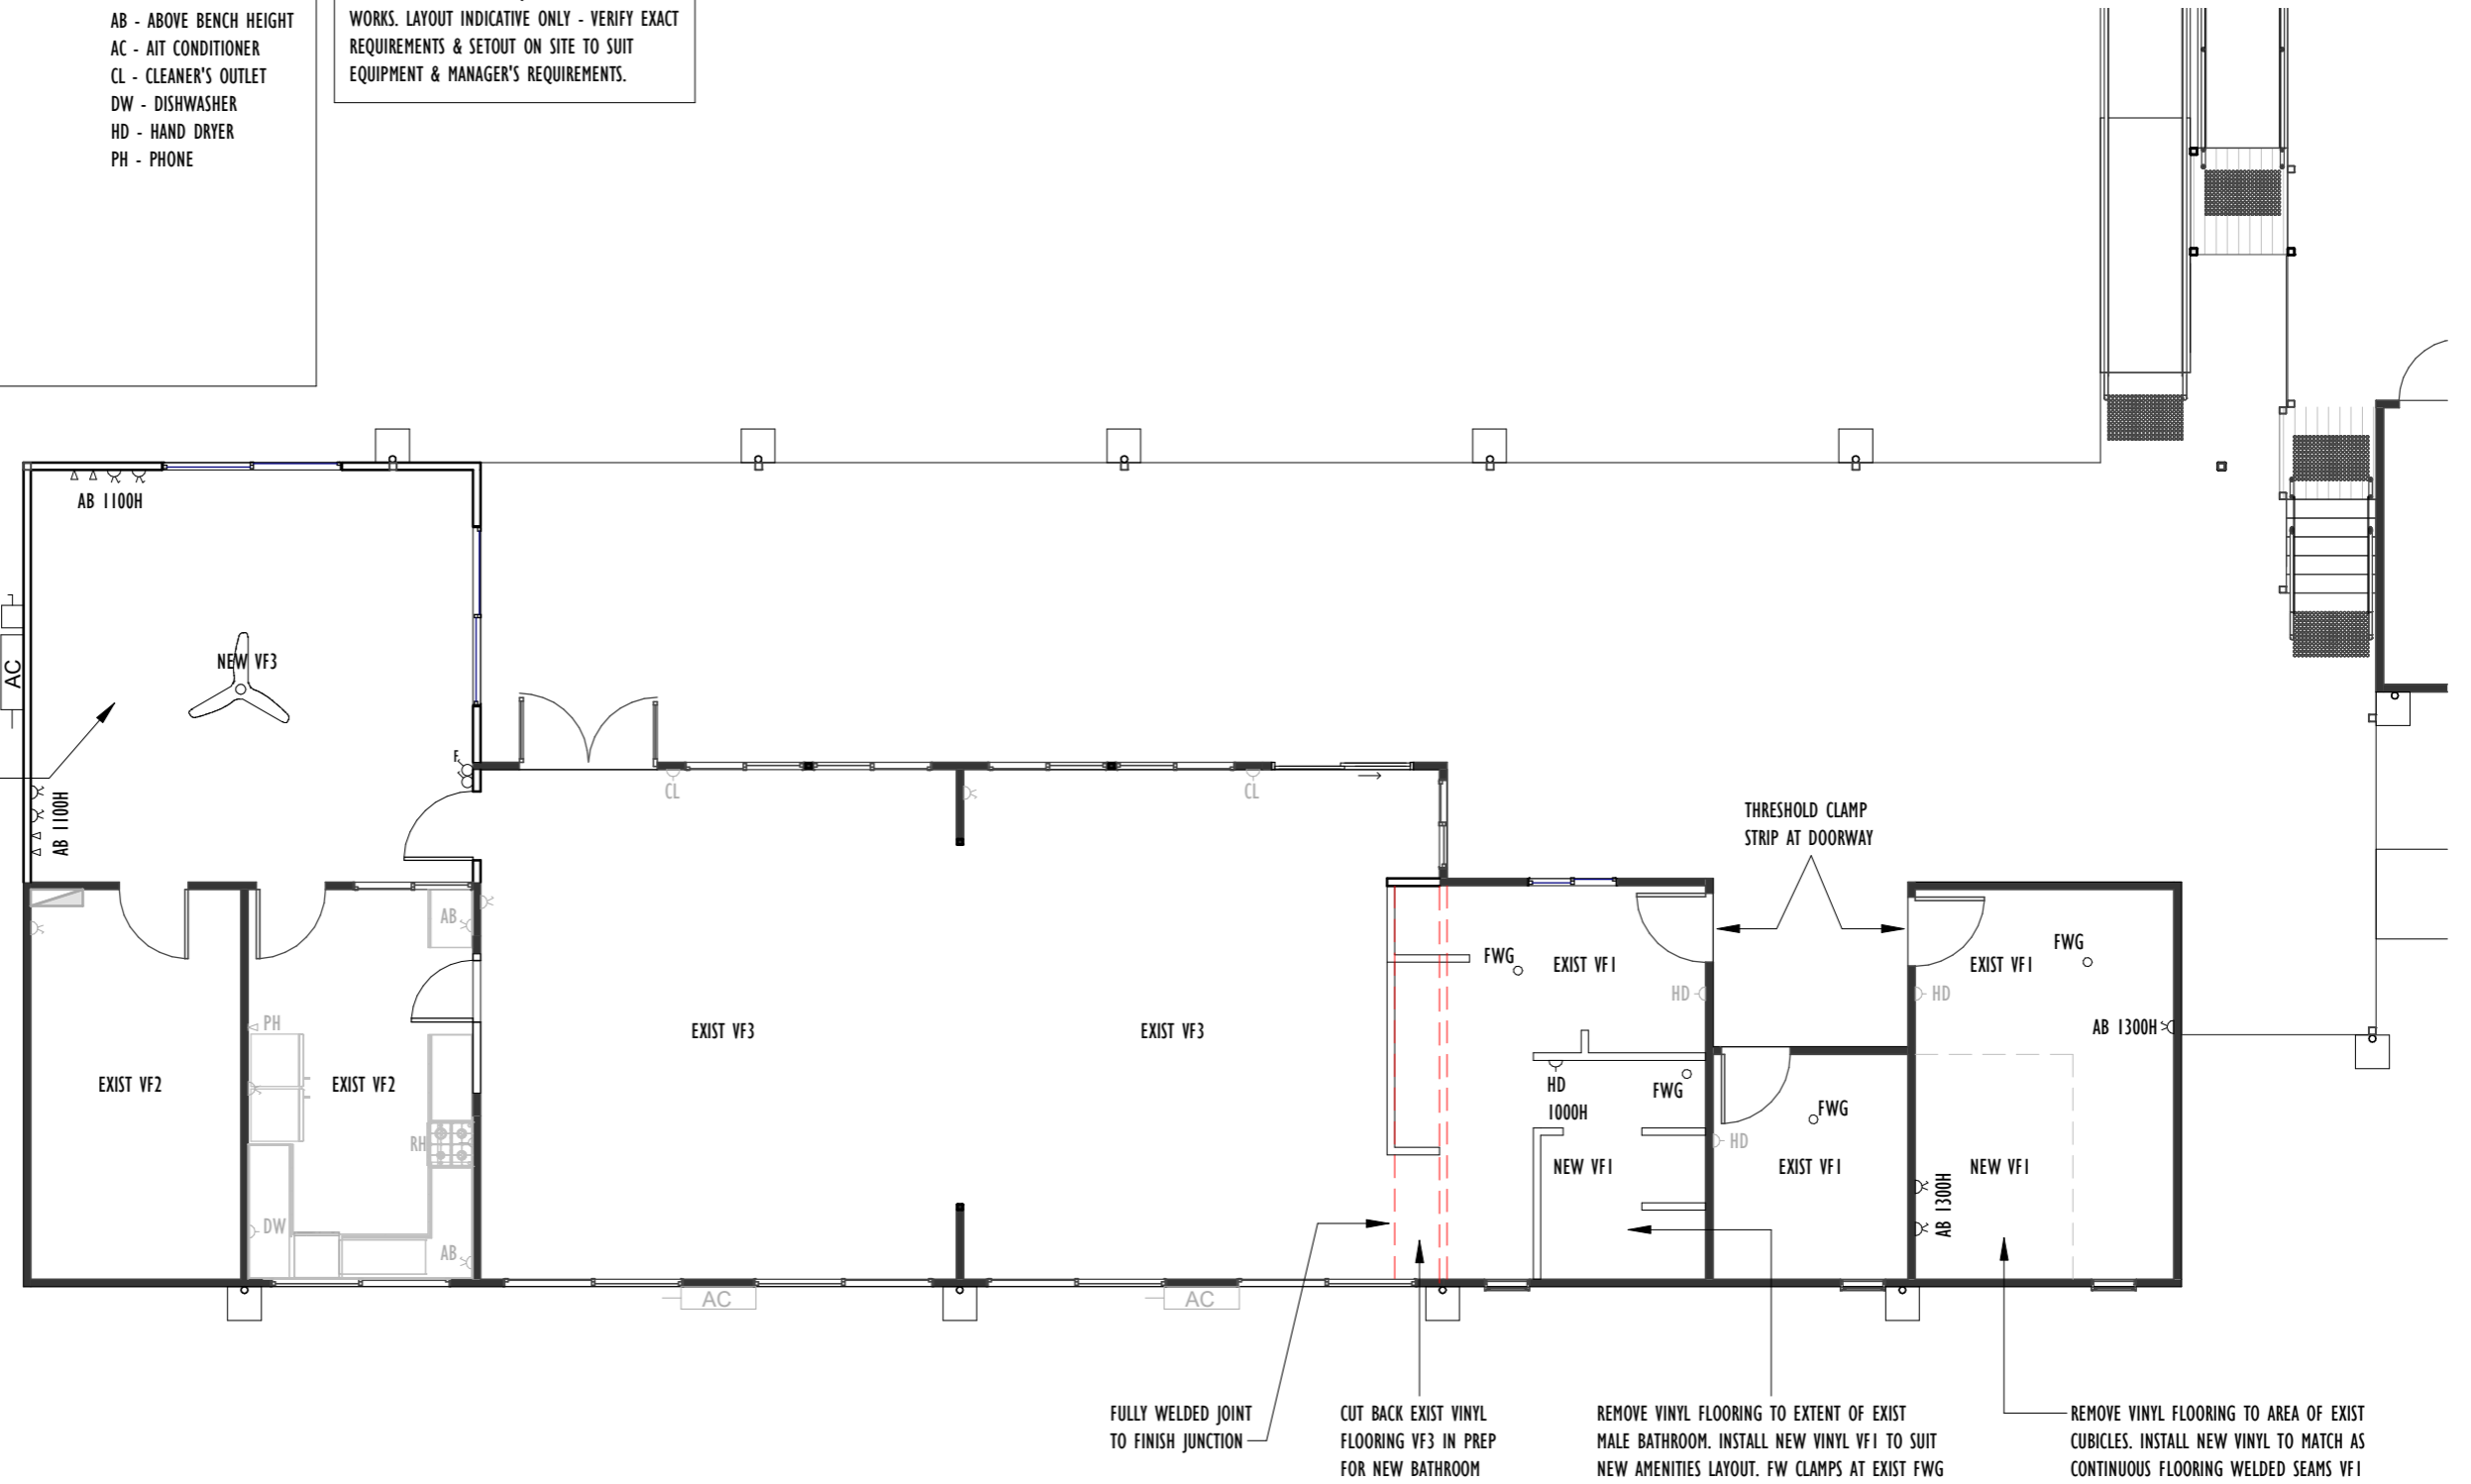 AB - ABOVE BENCH HEIGHT
AC - AIT CONDITIONER
CL - CLEANER'S OUTLET
DW - DISHWASHER
HD - HAND DRYER
PH - PHONE
WORKS. LAYOUT INDICATIVE ONLY - VERIFY EXACT
REQUIREMENTS & SETOUT ON SITE TO SUIT
EQUIPMENT & MANAGER'S REQUIREMENTS.
AB 1100H
AC
NEW VF3
F
AB 1100H
CL
CL
THRESHOLD CLAMP
STRIP AT DOORWAY
AB
FWG
EXIST VF1
HD
EXIST VF1
FWG
HD
AB 1300H
PH
EXIST VF2
EXIST VF2
EXIST VF3
EXIST VF3
HD
1000H
FWG
FWG
RH
HD
NEW VF1
EXIST VF1
NEW VF1
AB 1300H
DW
AB
AC
AC
FULLY WELDED JOINT
TO FINISH JUNCTION
CUT BACK EXIST VINYL
FLOORING VF3 IN PREP
FOR NEW BATHROOM
REMOVE VINYL FLOORING TO EXTENT OF EXIST
MALE BATHROOM. INSTALL NEW VINYL VF1 TO SUIT
NEW AMENITIES LAYOUT. FW CLAMPS AT EXIST FWG
REMOVE VINYL FLOORING TO AREA OF EXIST
CUBICLES. INSTALL NEW VINYL TO MATCH AS
CONTINUOUS FLOORING WELDED SEAMS VF1